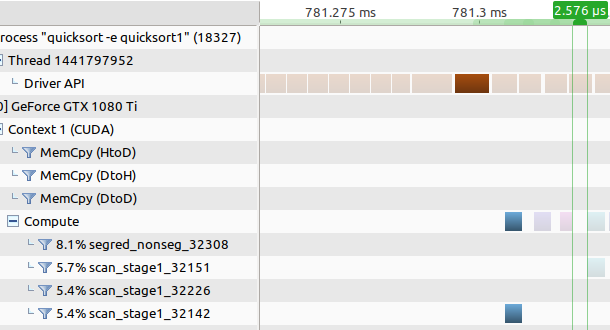 781.275 ms
781.3 ms
2.576 µs
rocess "quicksort -e quicksort1" (18327)
Thread 1441797952
Driver API
0] GeForce GTX 1080 Ti
Context 1 (CUDA)
MemCpy (HtoD)
MemCpy (DtoH)
MemCpy (DtoD)
Compute
8.1% segred_nonseg_32308
5.7% scan_stage1_32151
5.4% scan_stage1_32226
5.4% scan_stage1_32142